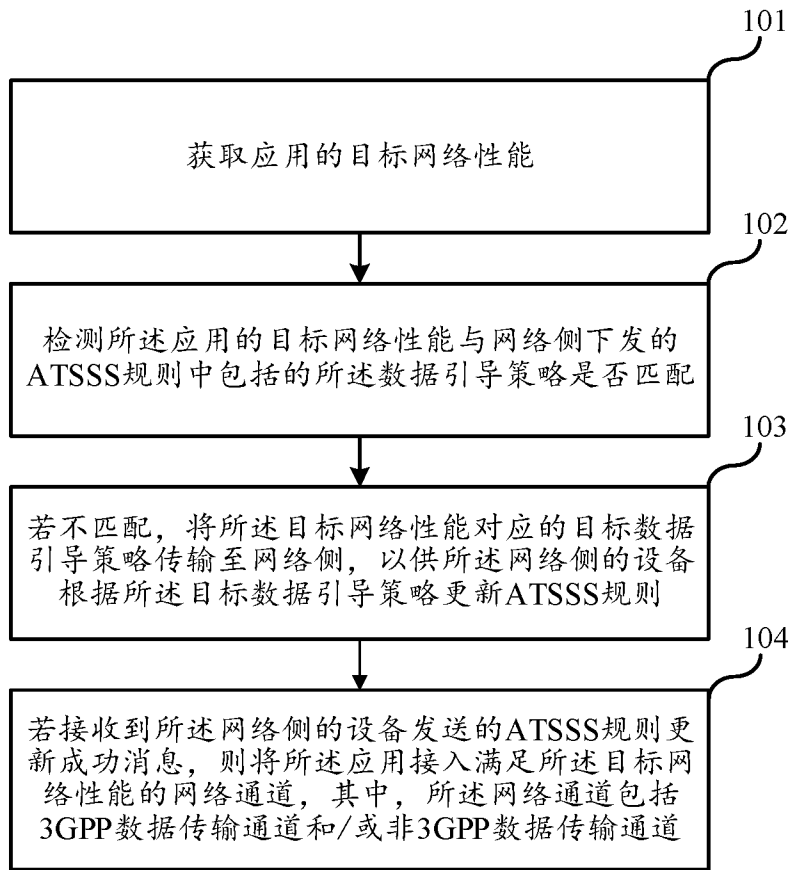 101
获取应用的目标网络性能
102
检测所述应用的目标网络性能与网络侧下发的
ATSSS规则中包括的所述数据引导策略是否匹配
103
若不匹配，将所述目标网络性能对应的目标数据
引导策略传输至网络侧，以供所述网络侧的设备
根据所述目标数据引导策略更新ATSSS规则
104
若接收到所述网络侧的设备发送的ATSSS规则更
新成功消息，则将所述应用接入满足所述目标网
络性能的网络通道，其中，所述网络通道包括
3GPP数据传输通道和/或非3GPP数据传输通道